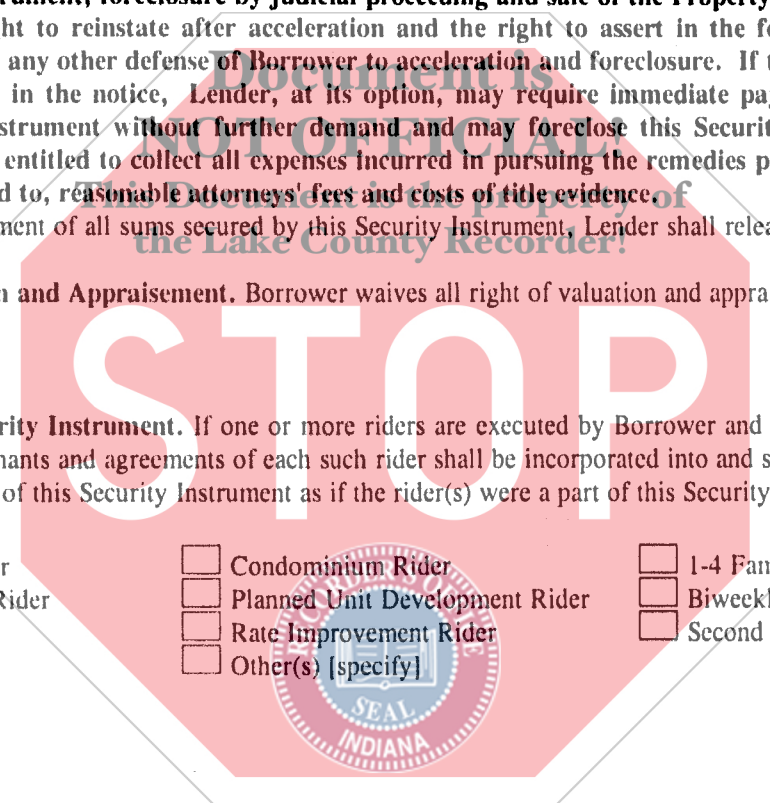 rument, foreclosure by judicial proceeding and sale of the Property
ht to reinstate after acceleration and the right to assert in the fo
any other defense of Borrower to acceleration and foreclosure. If t
Document is
in the notice, Lender, at its option, may require immediate pa
strument without further demand and may foreclose this Securit
NOT OFFICIAL!
entitled to collect all expenses incurred in pursuing the remedies p
d to, reasonable attorneys' fees and costs of title evidence.
This Document is the property of
ment of all sums secured by this Security Instrument, Lender shall relea
the Lake County Recorder!
n and Appraisement. Borrower waives all right of valuation and appra
STOP
rity Instrument. If one or more riders are executed by Borrower and
nants and agreements of each such rider shall be incorporated into and s
of this Security Instrument as if the rider(s) were a part of this Security
r Condominium Rider 1-4 Fam
Rider Planned Unit Development Rider Biweekl
Rate Improvement Rider Second
Other(s) [specify]
RECORDER'S OFFICE
SEAL
INDIANA